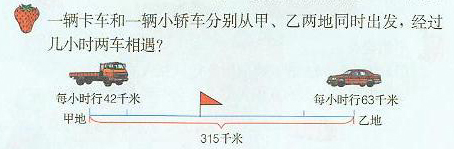 一辆卡车和一辆小轿车分别从甲、乙两地同时出发,经过
几小时两车相遇?
每小时行42千米
每小时行63千米
甲地
乙地
315千米